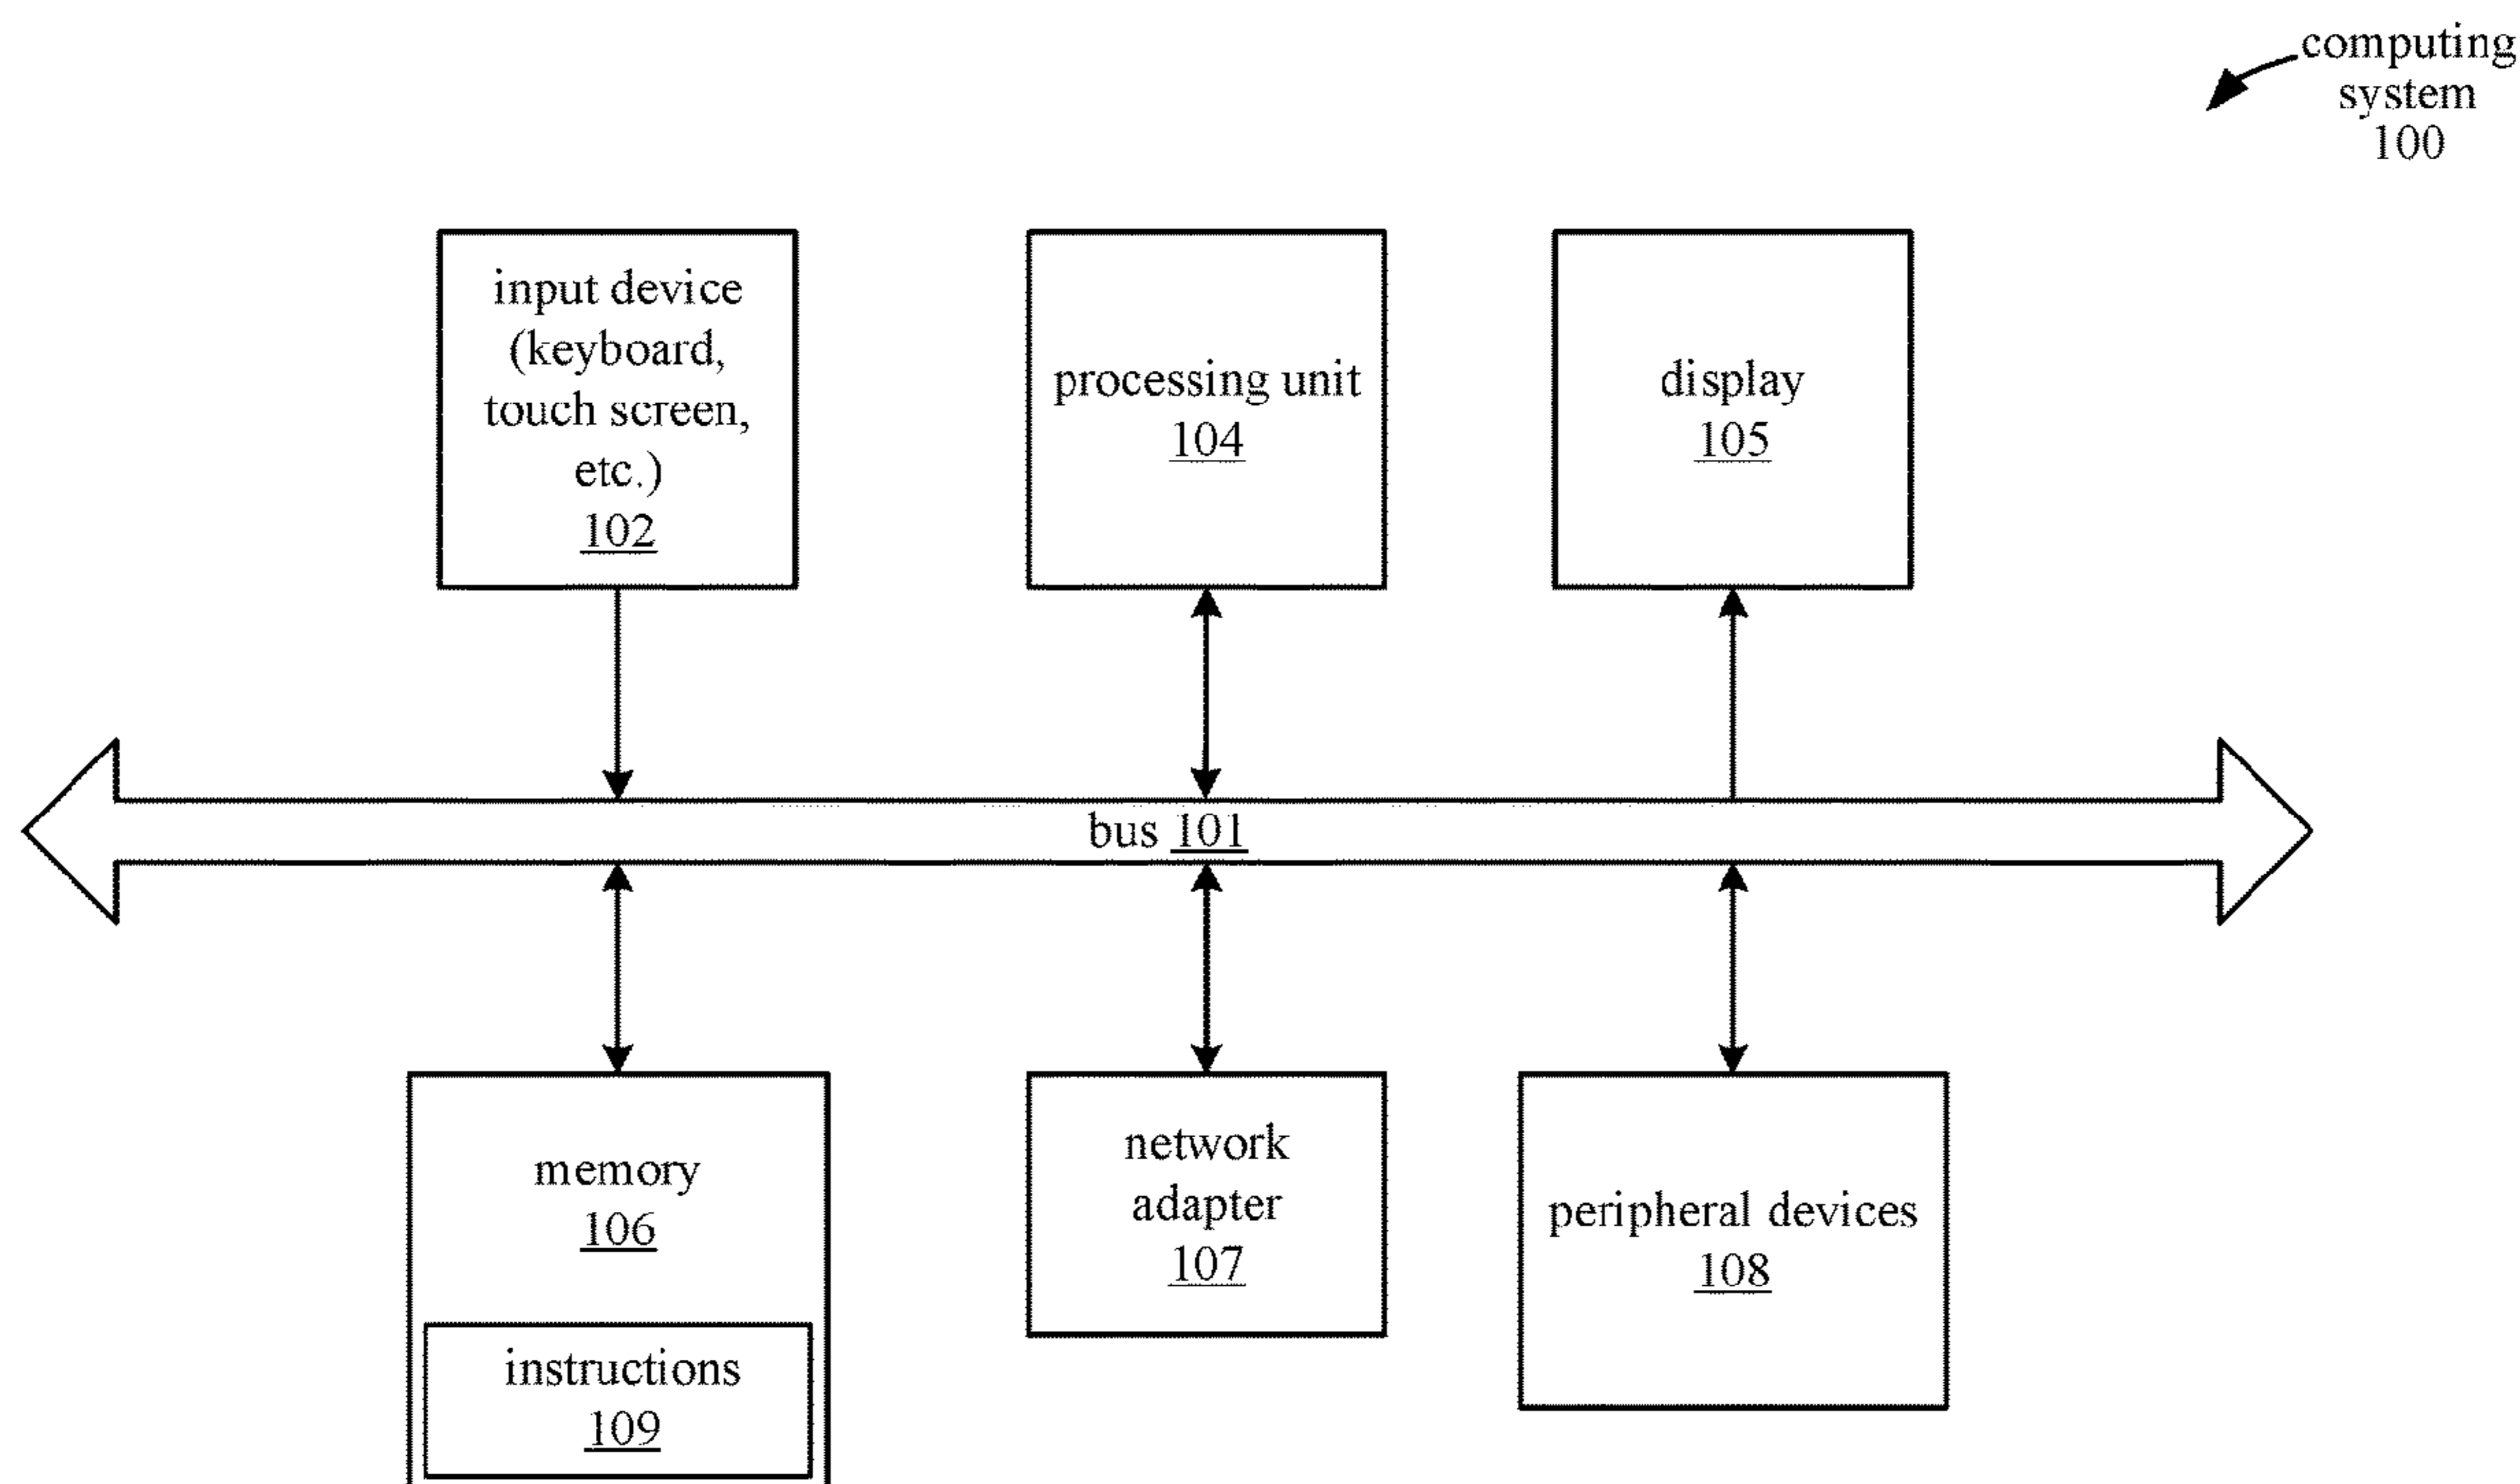 computing
system
100
input device
(keyboard,
touch screen,
etc.)
102
processing unit
104
display
105
bus 101
memory
106
network
adapter
107
peripheral devices
108
instructions
109